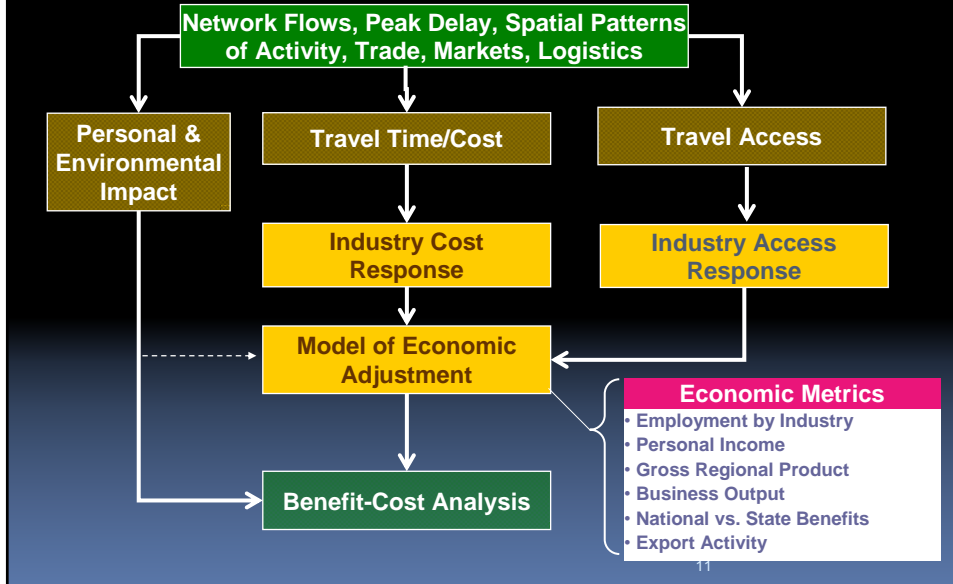 Network Flows, Peak Delay, Spatial Patterns
of Activity, Trade, Markets, Logistics
Personal &
Environmental
Impact
Travel Time/Cost
Travel Access
Industry Cost
Response
Industry Access
Response
Model of Economic
Adjustment
Economic Metrics
• Employment by Industry
• Personal Income
• Gross Regional Product
• Business Output
• National vs. State Benefits
• Export Activity
Benefit-Cost Analysis
11